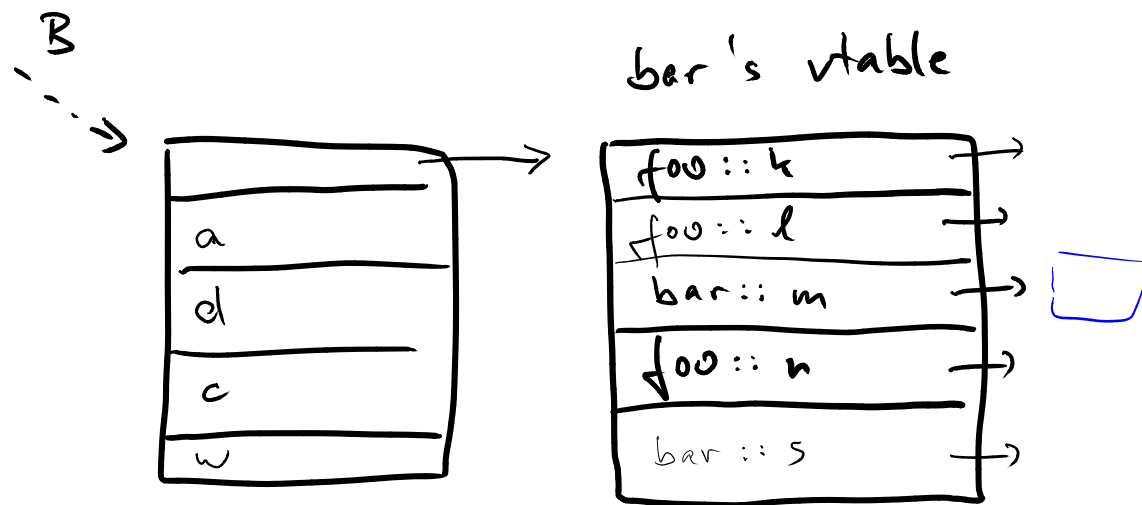 B
bar's vtable
a
d
c
w
foo :: k
foo :: l
bar :: m
foo :: n
bar :: s